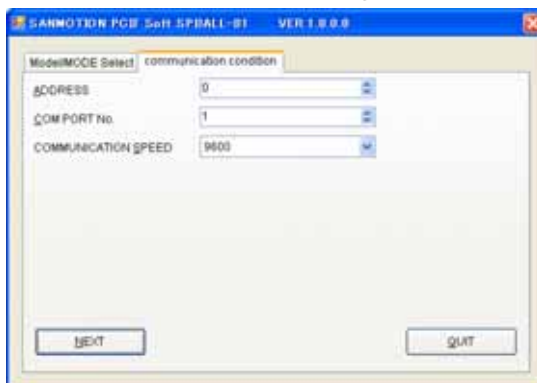 SANMOTION PCIF Soft SPBALL-01 VER 1.0.0.0
Model/MODE Select communication condition
ADDRESS 0
COM PORT No. 1
COMMUNICATION SPEED 9600
NEXT QUIT